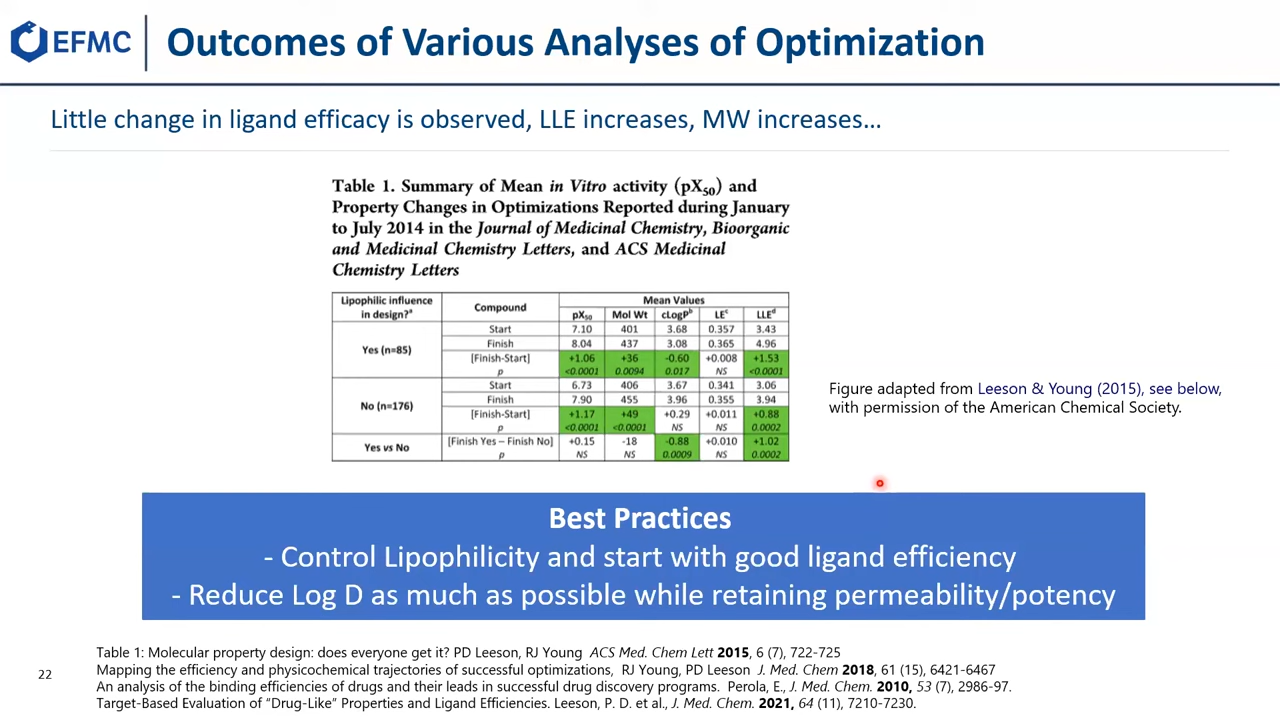 EFMC
Outcomes of Various Analyses of Optimization
Little change in ligand efficacy is observed, LLE increases, MW increases…
Table 1. Summary of Mean in Vitro activity (pX50) and
Property Changes in Optimizations Reported during January
to July 2014 in the Journal of Medicinal Chemistry, Bioorganic
and Medicinal Chemistry Letters, and ACS Medicinal
Chemistry Letters
Lipophilic influence in design?a Compound Mean Values
pX50 Mol Wt cLogPb LEc LLEd
Yes (n=85) Start 7.10 401 3.68 0.357 3.43
Finish 8.04 437 3.08 0.365 4.96
[Finish-Start] +1.06 +36 -0.60 +0.008 +1.53
p <0.0001 0.0094 0.017 NS <0.0001
No (n=176) Start 6.73 406 3.67 0.341 3.06
Finish 7.90 455 3.96 0.355 3.94
[Finish-Start] +1.17 +49 +0.29 +0.011 +0.88
p <0.0001 <0.0001 NS NS 0.0002
Yes vs No [Finish Yes – Finish No] +0.15 -18 -0.88 +0.010 +1.02
p NS NS 0.0009 NS 0.0002
Figure adapted from Leeson & Young (2015), see below,
with permission of the American Chemical Society.
Best Practices
- Control Lipophilicity and start with good ligand efficiency
- Reduce Log D as much as possible while retaining permeability/potency
Table 1: Molecular property design: does everyone get it? PD Leeson, RJ Young ACS Med. Chem Lett 2015, 6 (7), 722-725
Mapping the efficiency and physicochemical trajectories of successful optimizations, RJ Young, PD Leeson J. Med. Chem 2018, 61 (15), 6421-6467
An analysis of the binding efficiencies of drugs and their leads in successful drug discovery programs. Perola, E., J. Med. Chem. 2010, 53 (7), 2986-97.
Target-Based Evaluation of “Drug-Like” Properties and Ligand Efficiencies. Leeson, P. D. et al., J. Med. Chem. 2021, 64 (11), 7210-7230.
22